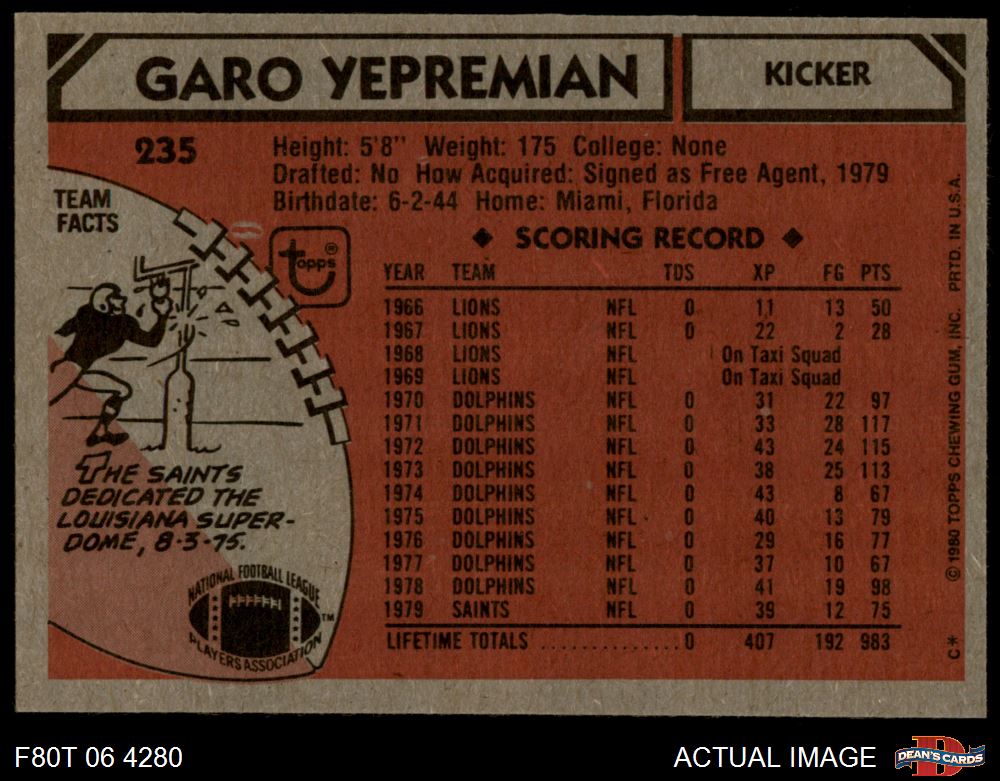 GARO YEPREMIAN
KICKER
235
Height: 5'8" Weight: 175 College: None
Drafted: No How Acquired: Signed as Free Agent, 1979
Birthdate: 6-2-44 Home: Miami, Florida
TEAM
FACTS
topps®
◆ SCORING RECORD ◆
YEAR TEAM TDS XP FG PTS
1966 LIONS NFL 0 11 13 50
1967 LIONS NFL 0 22 2 28
1968 LIONS NFL On Taxi Squad
1969 LIONS NFL On Taxi Squad
1970 DOLPHINS NFL 0 31 22 97
1971 DOLPHINS NFL 0 33 28 117
1972 DOLPHINS NFL 0 43 24 115
1973 DOLPHINS NFL 0 38 25 113
1974 DOLPHINS NFL 0 43 8 67
1975 DOLPHINS NFL 0 40 13 79
1976 DOLPHINS NFL 0 29 16 77
1977 DOLPHINS NFL 0 37 10 67
1978 DOLPHINS NFL 0 41 19 98
1979 SAINTS NFL 0 39 12 75
LIFETIME TOTALS ..............0 407 192 983
THE SAINTS
DEDICATED THE
LOUISIANA SUPER-
DOME, 8-3-75.
NATIONAL FOOTBALL LEAGUE
PLAYERS ASSOCIATION
TM
C* © 1980 TOPPS CHEWING GUM, INC. PRTD. IN U.S.A.
F80T 06 4280
ACTUAL IMAGE
D
DEAN'S CARDS